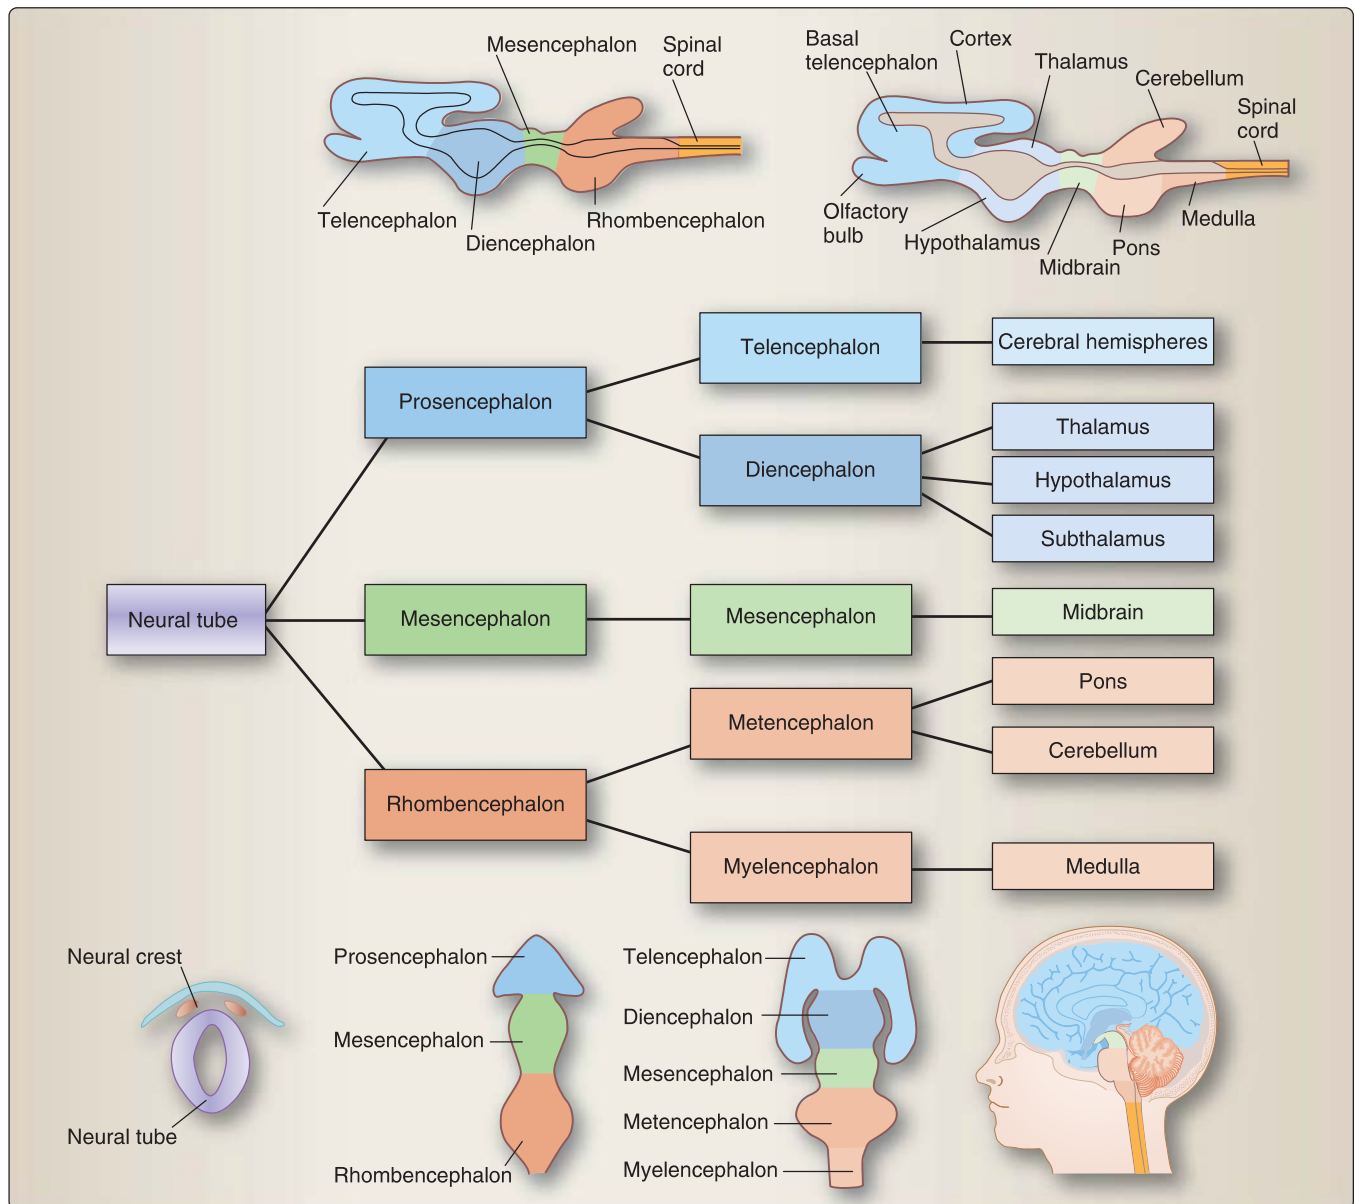 Mesencephalon
Spinal
cord
Telencephalon
Diencephalon
Rhombencephalon
Basal
telencephalon
Cortex
Thalamus
Cerebellum
Spinal
cord
Olfactory
bulb
Hypothalamus
Midbrain
Pons
Medulla
Neural tube
Prosencephalon
Mesencephalon
Rhombencephalon
Telencephalon
Diencephalon
Mesencephalon
Metencephalon
Myelencephalon
Cerebral hemispheres
Thalamus
Hypothalamus
Subthalamus
Midbrain
Pons
Cerebellum
Medulla
Neural crest
Neural tube
Prosencephalon
Mesencephalon
Rhombencephalon
Telencephalon
Diencephalon
Mesencephalon
Metencephalon
Myelencephalon